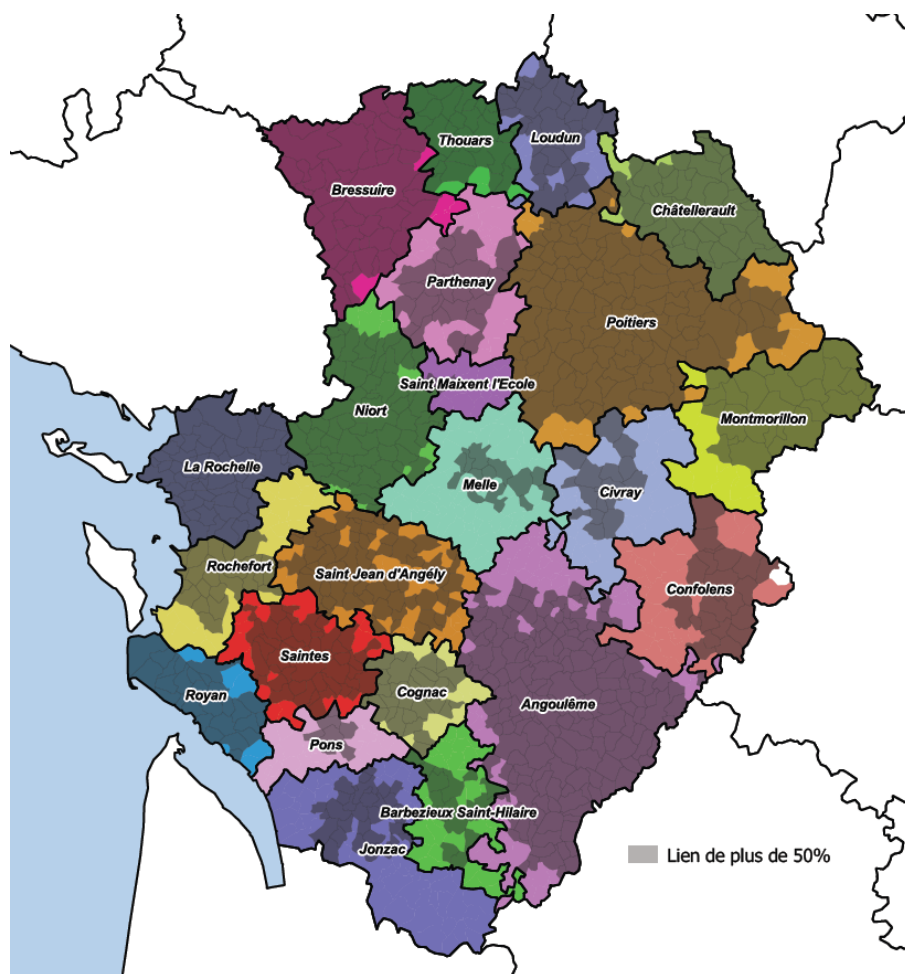 Thouars
Loudun
Bressuire
Châtellerault
Parthenay
Poitiers
Saint Maixent l'Ecole
Niort
Montmorillon
La Rochelle
Melle
Civray
Rochefort
Saint Jean d'Angély
Confolens
Saintes
Royan
Cognac
Angoulême
Pons
Barbezieux Saint-Hilaire
Jonzac
Lien de plus de 50%